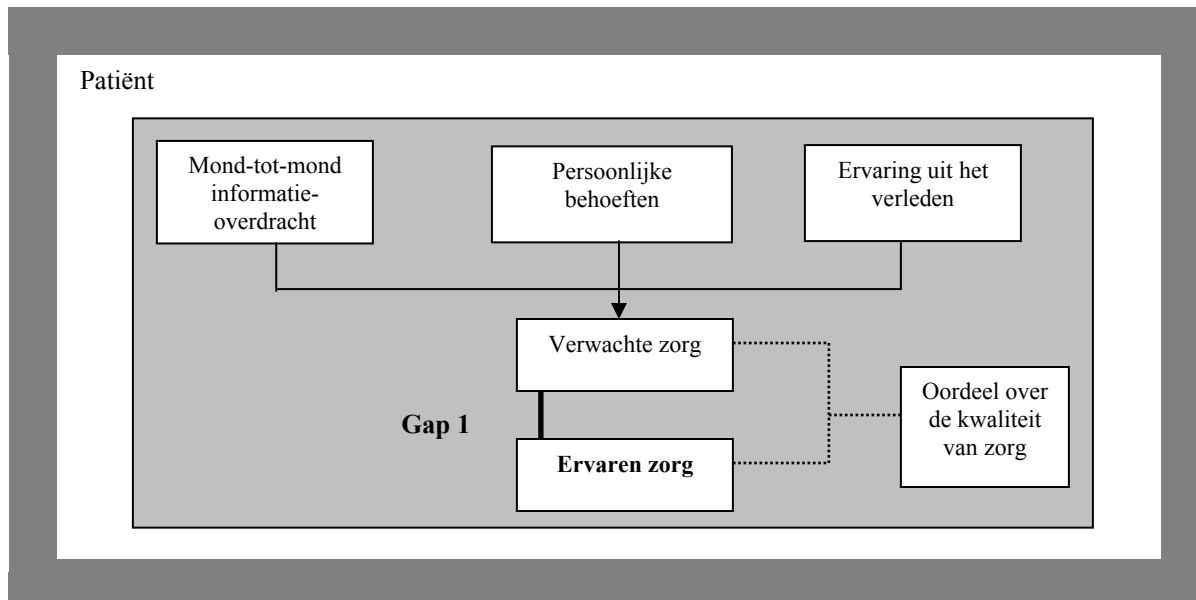 Patiënt
Mond-tot-mond
informatie-
overdracht
Persoonlijke
behoeften
Ervaring uit het
verleden
Verwachte zorg
Gap 1
Ervaren zorg
Oordeel over
de kwaliteit
van zorg